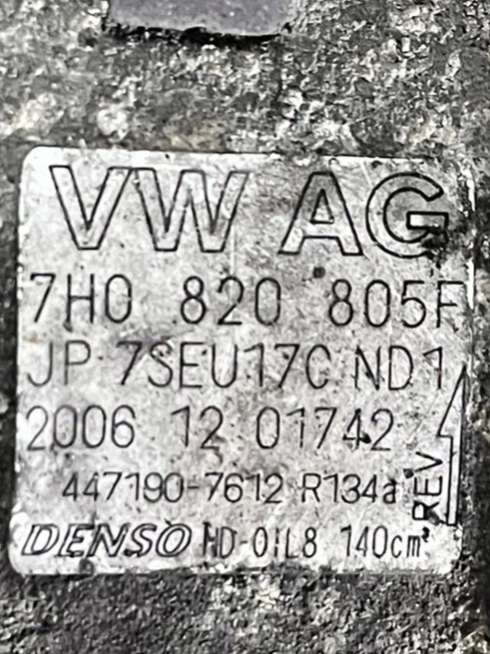 VW AG
7H0 820 805F
JP 7SEU17C ND1
2006 12 01742
447190-7612 R134a
REV
DENSO ND-OIL8 140cm³